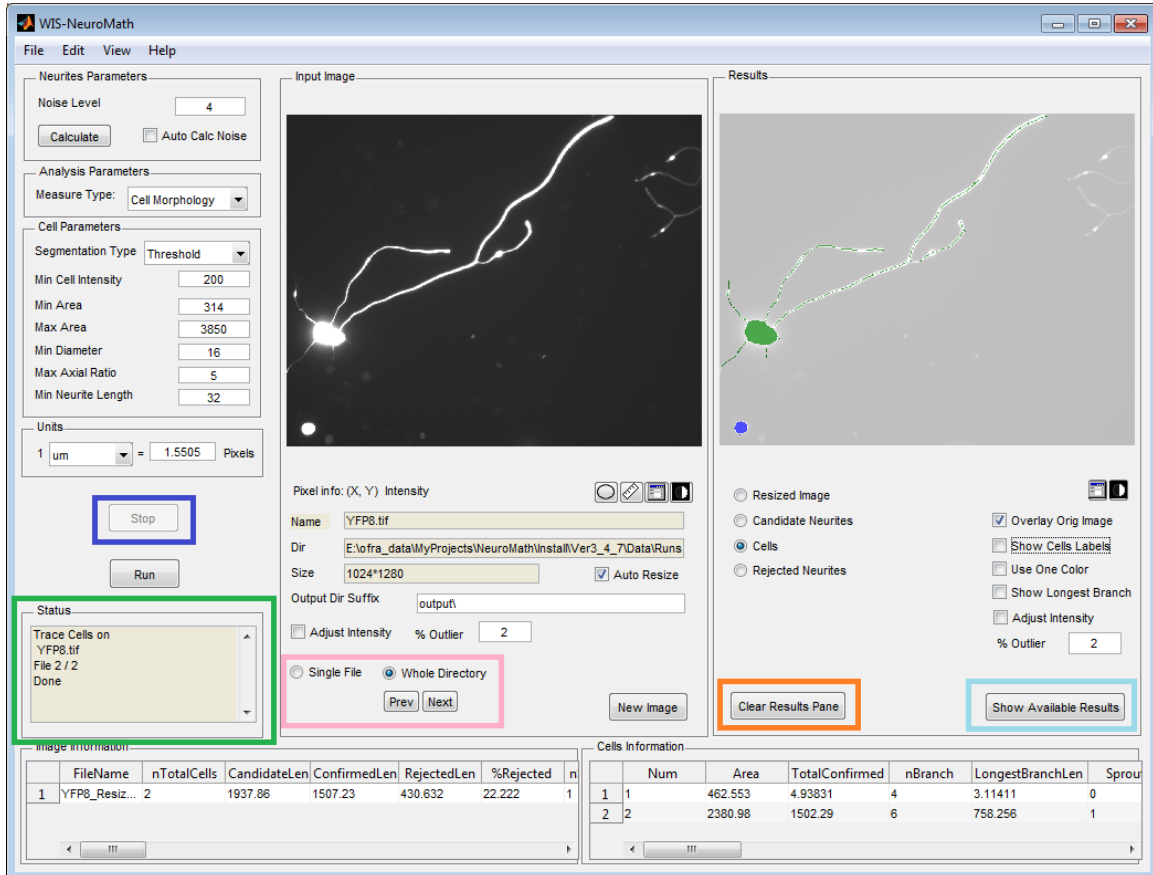 WIS-NeuroMath
File Edit View Help
Neurites Parameters
Noise Level 4
Calculate Auto Calc Noise
Analysis Parameters
Measure Type: Cell Morphology
Cell Parameters
Segmentation Type Threshold
Min Cell Intensity 200
Min Area 314
Max Area 3850
Min Diameter 16
Max Axial Ratio 5
Min Neurite Length 32
Units
1 um = 1.5505 Pixels
Stop
Run
Status
Trace Cells on
YFP8.tif
File 2 / 2
Done
Input Image
Pixel info: (X, Y) Intensity
Name YFP8.tif
Dir E:\ofra_data\MyProjects\NeuroMath\Install\Ver3_4_7\Data\Runs
Size 1024*1280 Auto Resize
Output Dir Suffix output\
Adjust Intensity % Outlier 2
Single File Whole Directory
Prev Next
New Image
Results
Resized Image
Candidate Neurites
Cells
Rejected Neurites
Overlay Orig Image
Show Cells Labels
Use One Color
Show Longest Branch
Adjust Intensity
% Outlier 2
Clear Results Pane
Show Available Results
Image Information
FileName nTotalCells CandidateLen ConfirmedLen RejectedLen %Rejected n
1 YFP8_Resiz... 2 1937.86 1507.23 430.632 22.222 1
Cells Information
Num Area TotalConfirmed nBranch LongestBranchLen Sprou
1 1 462.553 4.93831 4 3.11411 0
2 2 2380.98 1502.29 6 758.256 1